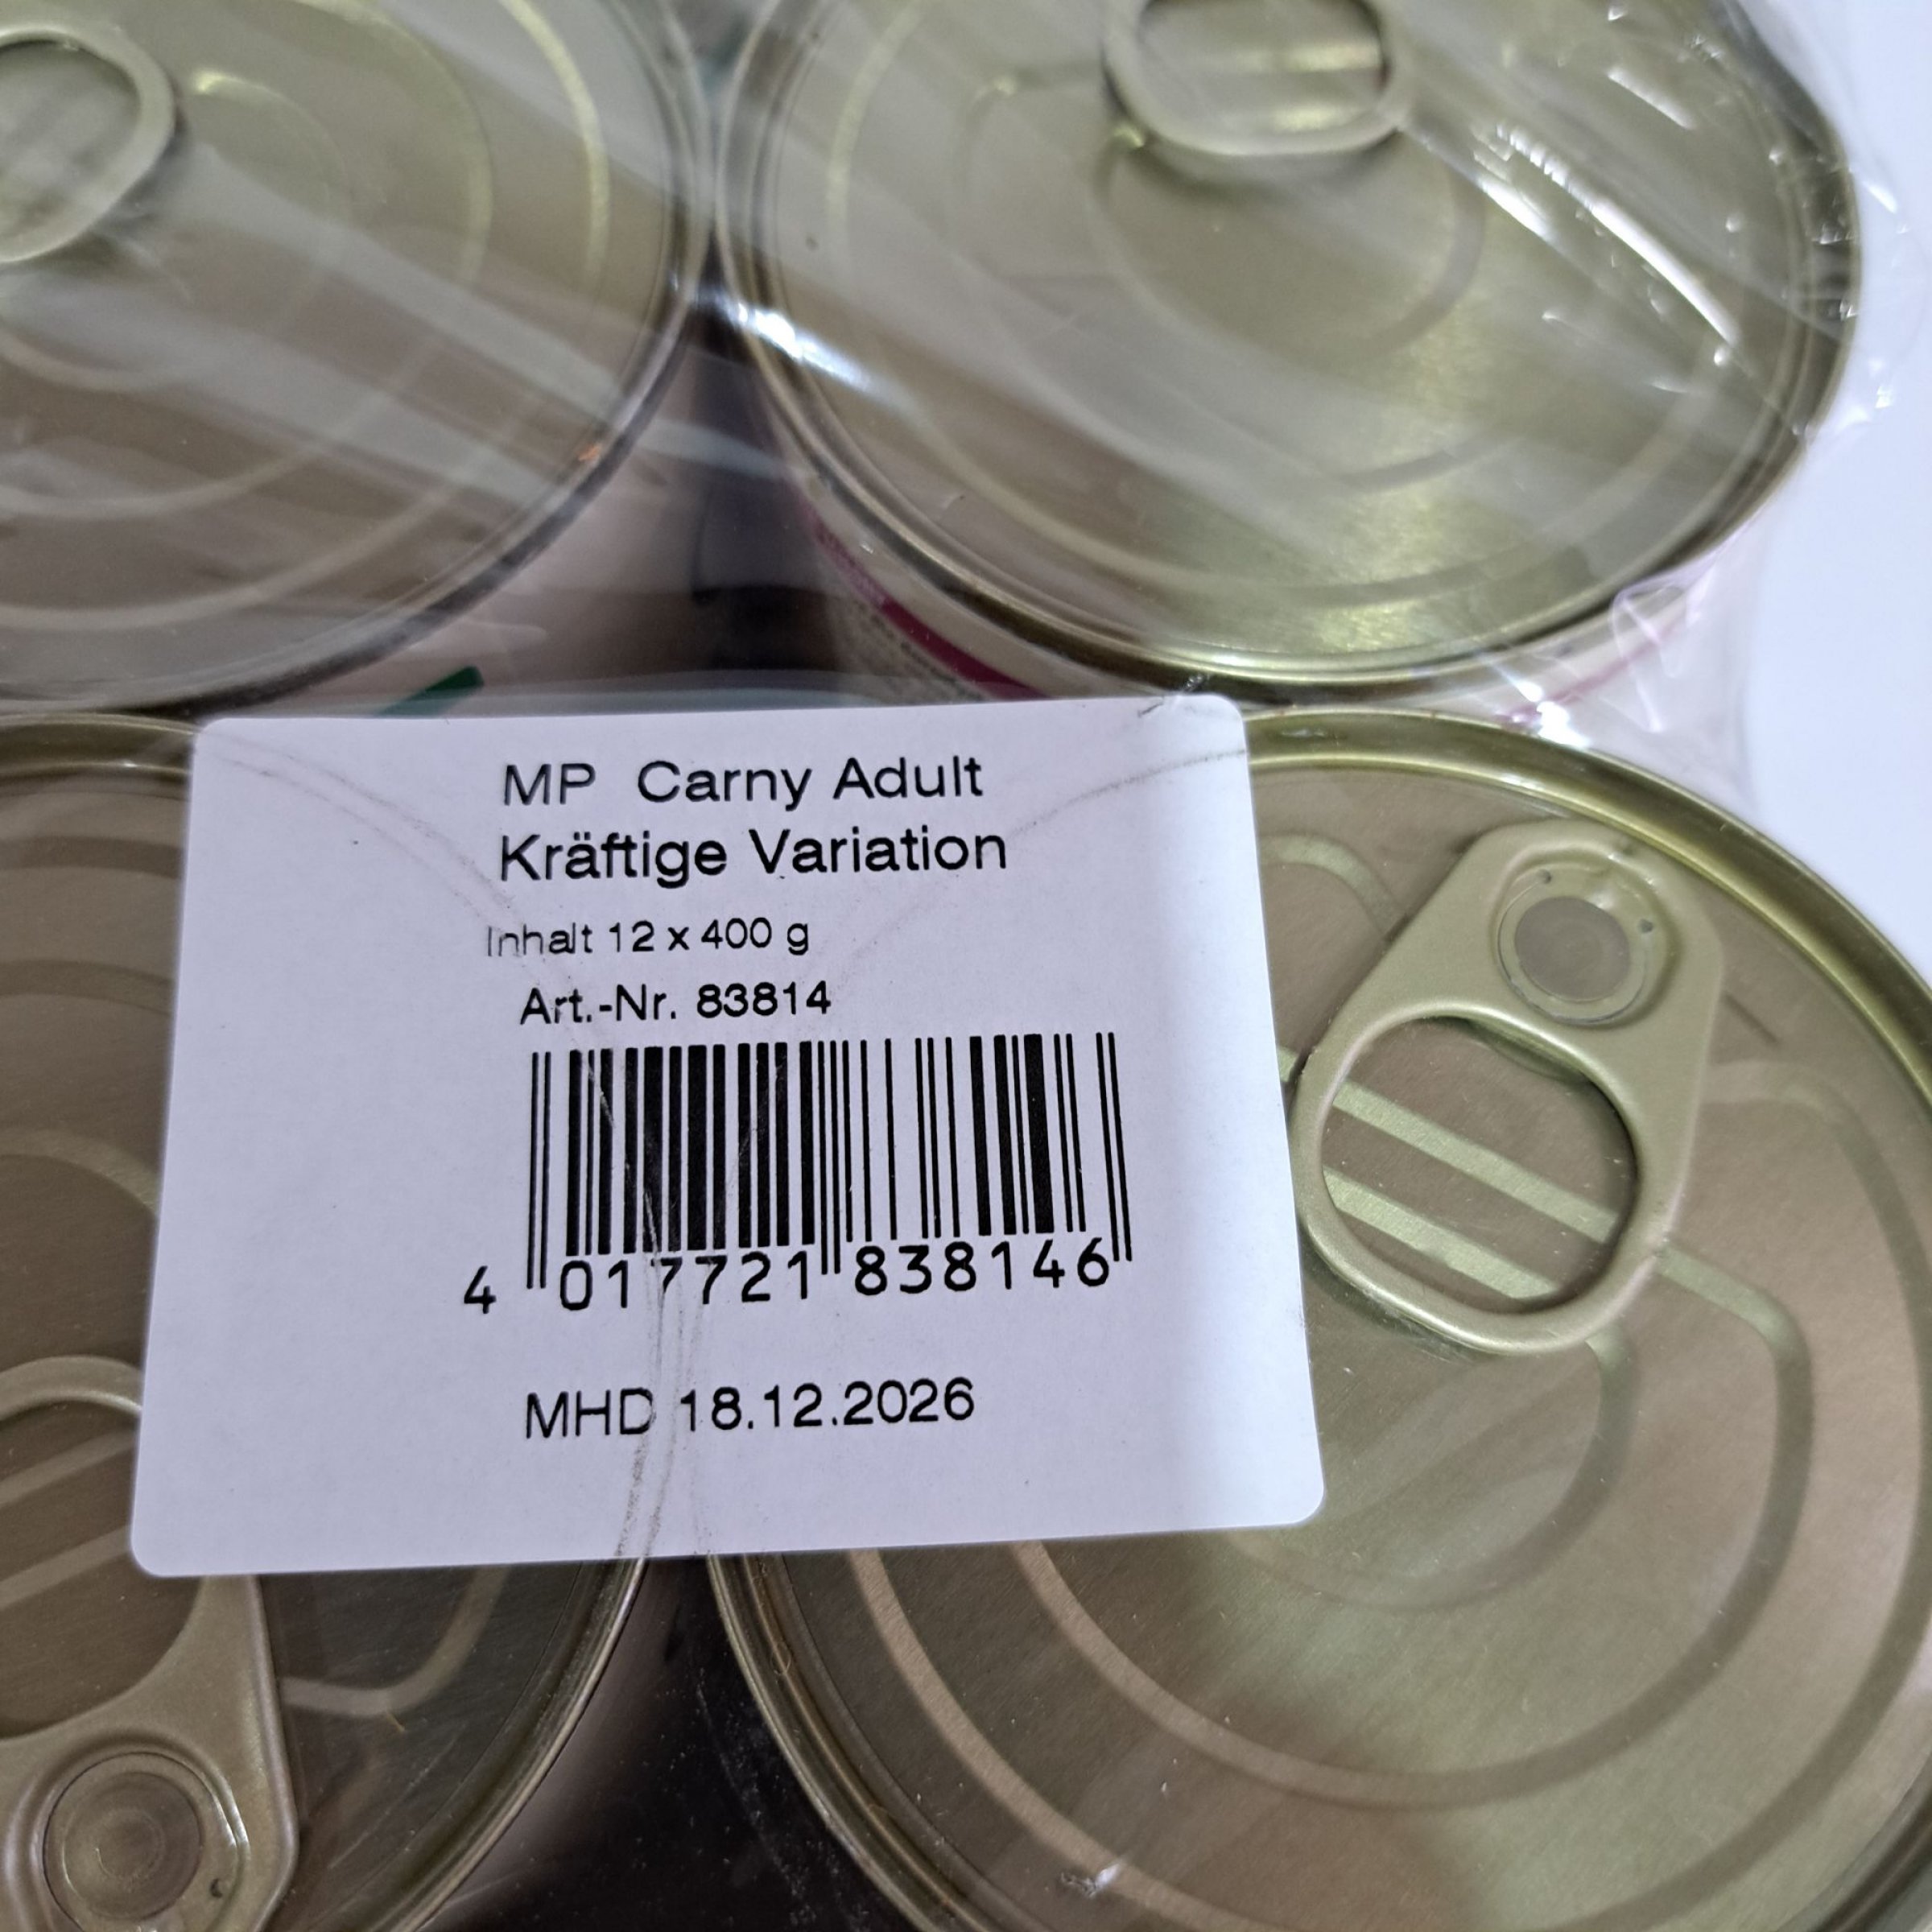 MP Carny Adult
Kräftige Variation
Inhalt 12 x 400 g
Art.-Nr. 83814
4 017721 838146
MHD 18.12.2026